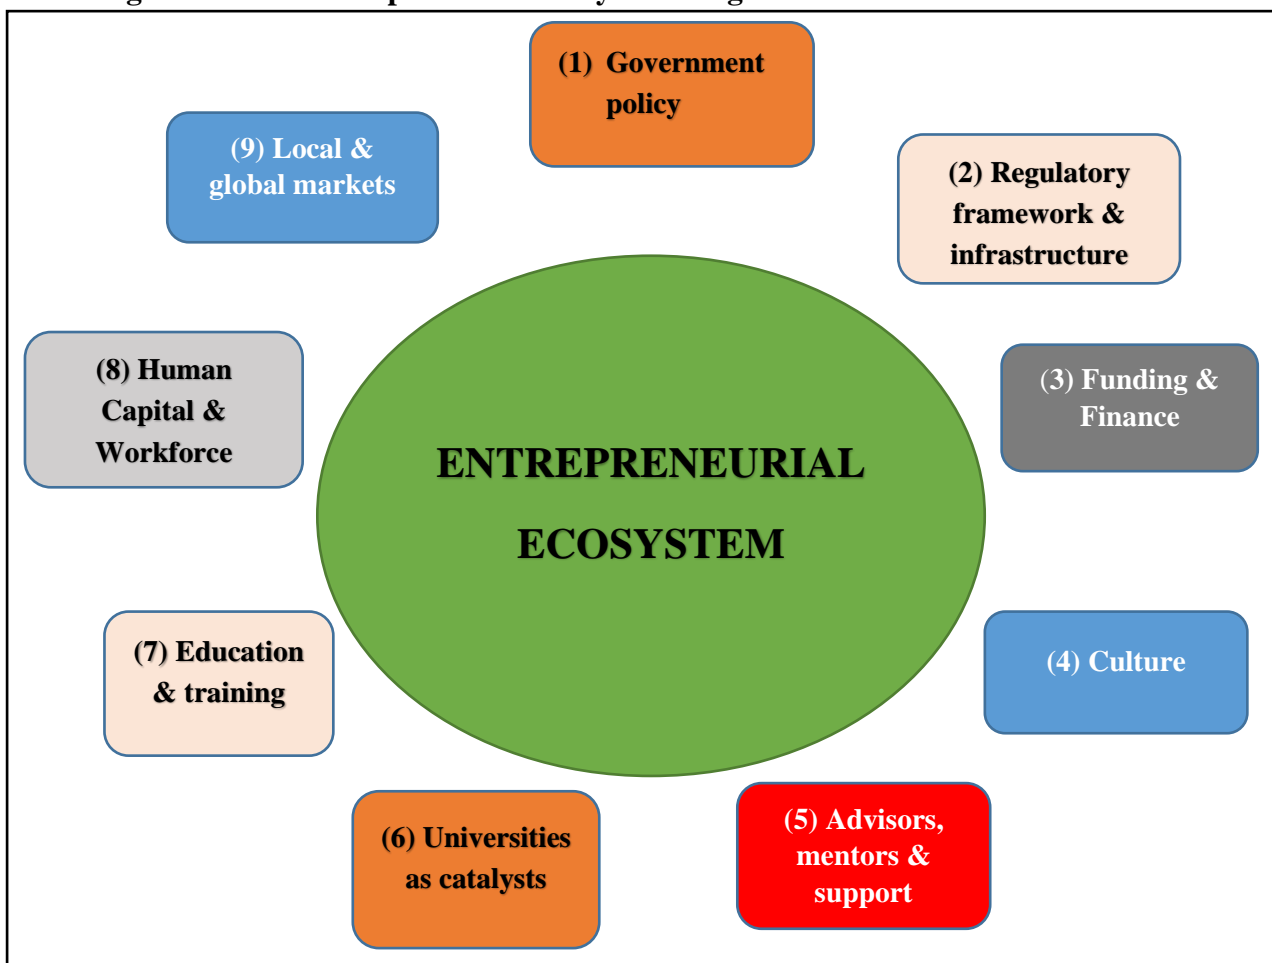 (1) Government
policy
(9) Local &
global markets
(2) Regulatory
framework &
infrastructure
(8) Human
Capital &
Workforce
(3) Funding &
Finance
ENTREPRENEURIAL
ECOSYSTEM
(7) Education
& training
(4) Culture
(6) Universities
as catalysts
(5) Advisors,
mentors &
support